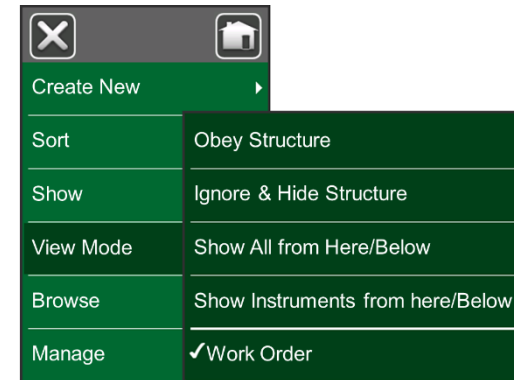 Create New
Sort
Obey Structure
Show
Ignore & Hide Structure
View Mode
Show All from Here/Below
Browse
Show Instruments from here/Below
Manage
✓Work Order